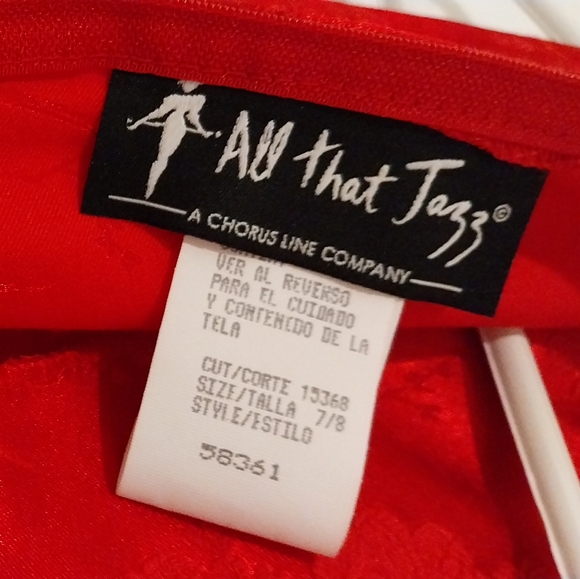 All that Jazz©
A CHORUS LINE COMPANY
VER AL REVERSO
PARA EL CUIDADO
Y CONTENIDO DE LA
TELA
CUT/CORTE 15368
SIZE/TALLA 7/8
STYLE/ESTILO
58361